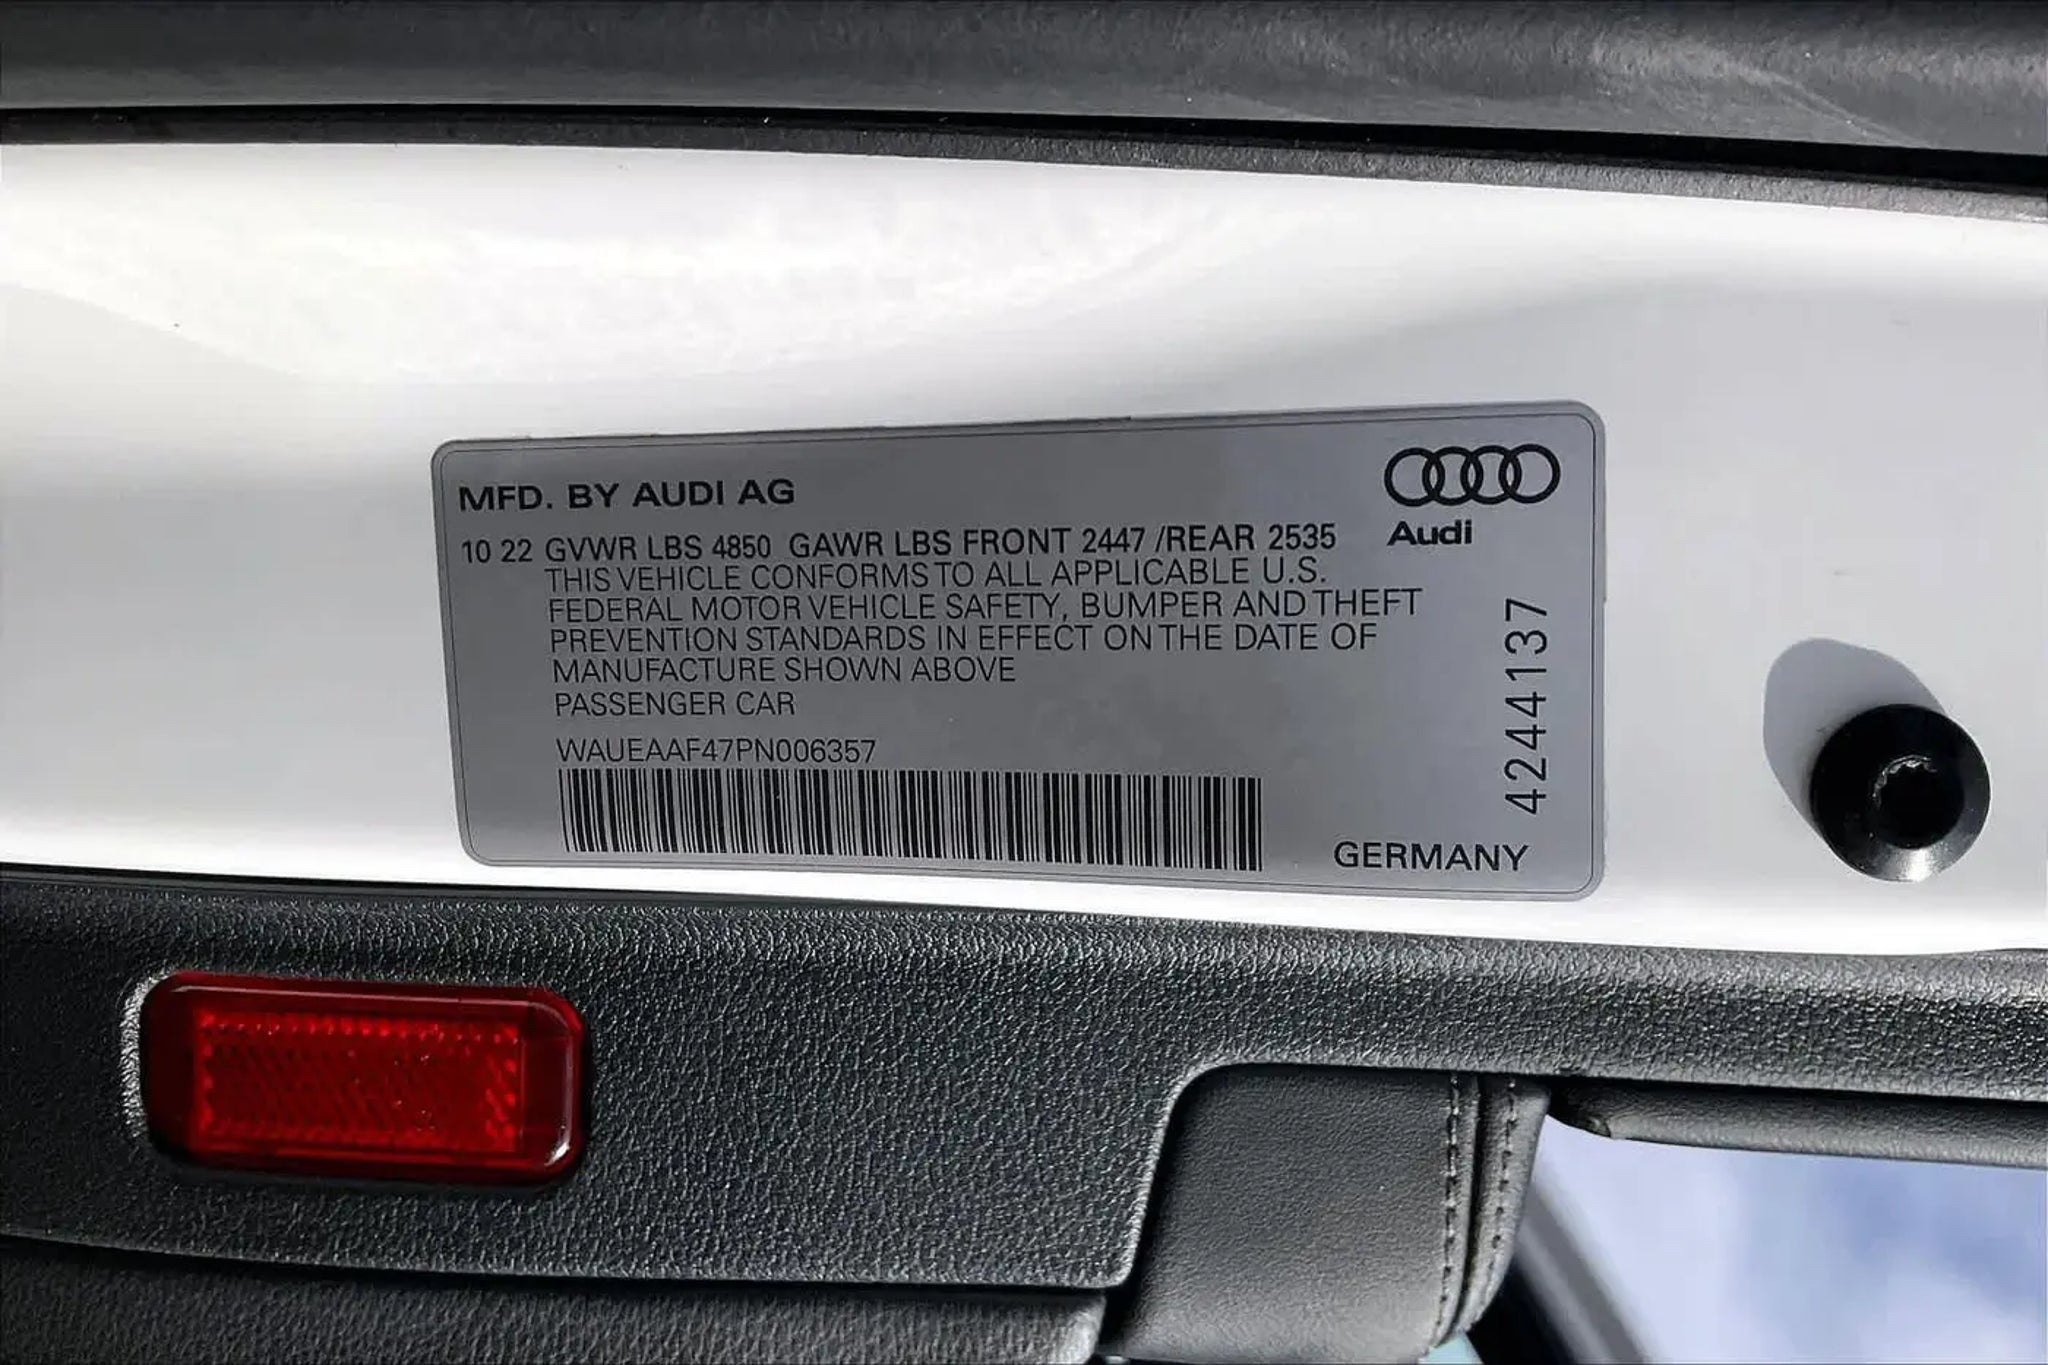 MFD. BY AUDI AG
Audi
10 22 GVWR LBS 4850 GAWR LBS FRONT 2447 /REAR 2535
THIS VEHICLE CONFORMS TO ALL APPLICABLE U.S.
FEDERAL MOTOR VEHICLE SAFETY, BUMPER AND THEFT
PREVENTION STANDARDS IN EFFECT ON THE DATE OF
MANUFACTURE SHOWN ABOVE
PASSENGER CAR
WAUEAAF47PN006357
4244137
GERMANY